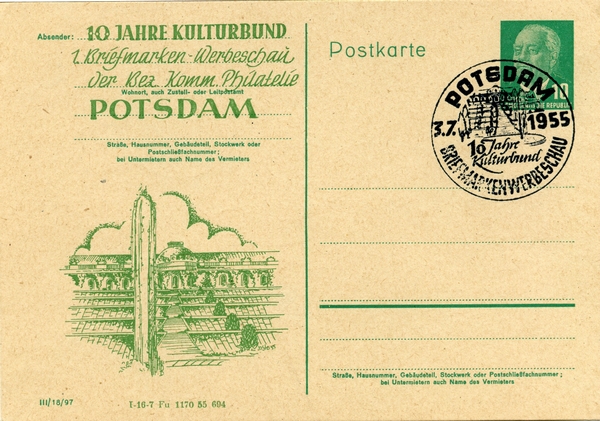 Absender: 10 JAHRE KULTURBUND
1. Briefmarken-Werbeschau
der Bez. Komm. Philatelie
Wohnort, auch Zustell- oder Leitpostamt
POTSDAM
Straße, Hausnummer, Gebäudeteil, Stockwerk oder
Postschließfachnummer;
bei Untermietern auch Name des Vermieters
III/18/97
I-16-7 Fu 1170 55 694
Postkarte
10
POTSDAM
3.7.
1955
10 Jahre
Kulturbund
BRIEFMARKENWERBESCHAU
Straße, Hausnummer, Gebäudeteil, Stockwerk oder Postschließfachnummer;
bei Untermietern auch Name des Vermieters